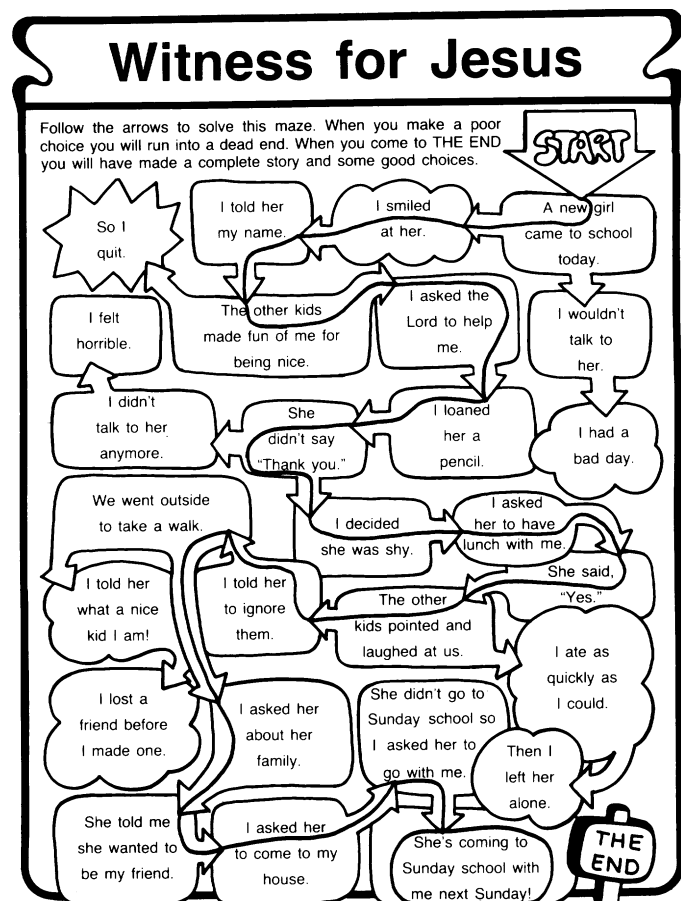 Witness for Jesus
Follow the arrows to solve this maze. When you make a poor
choice you will run into a dead end. When you come to THE END
you will have made a complete story and some good choices.
START
So I
quit.
I told her
my name.
I smiled
at her.
A new girl
came to school
today.
I felt
horrible.
The other kids
made fun of me for
being nice.
I asked the
Lord to help
me.
I wouldn't
talk to
her.
I didn't
talk to her
anymore.
She
didn't say
"Thank you."
I loaned
her a
pencil.
I had a
bad day.
We went outside
to take a walk.
I decided
she was shy.
I asked
her to have
lunch with me.
She said,
"Yes."
I told her
what a nice
kid I am!
I told her
to ignore
them.
The other
kids pointed and
laughed at us.
I ate as
quickly as
I could.
I lost a
friend before
I made one.
I asked her
about her
family.
She didn't go to
Sunday school so
I asked her to
go with me.
Then I
left her
alone.
She told me
she wanted to
be my friend.
I asked her
to come to my
house.
She's coming to
Sunday school with
me next Sunday!
THE
END